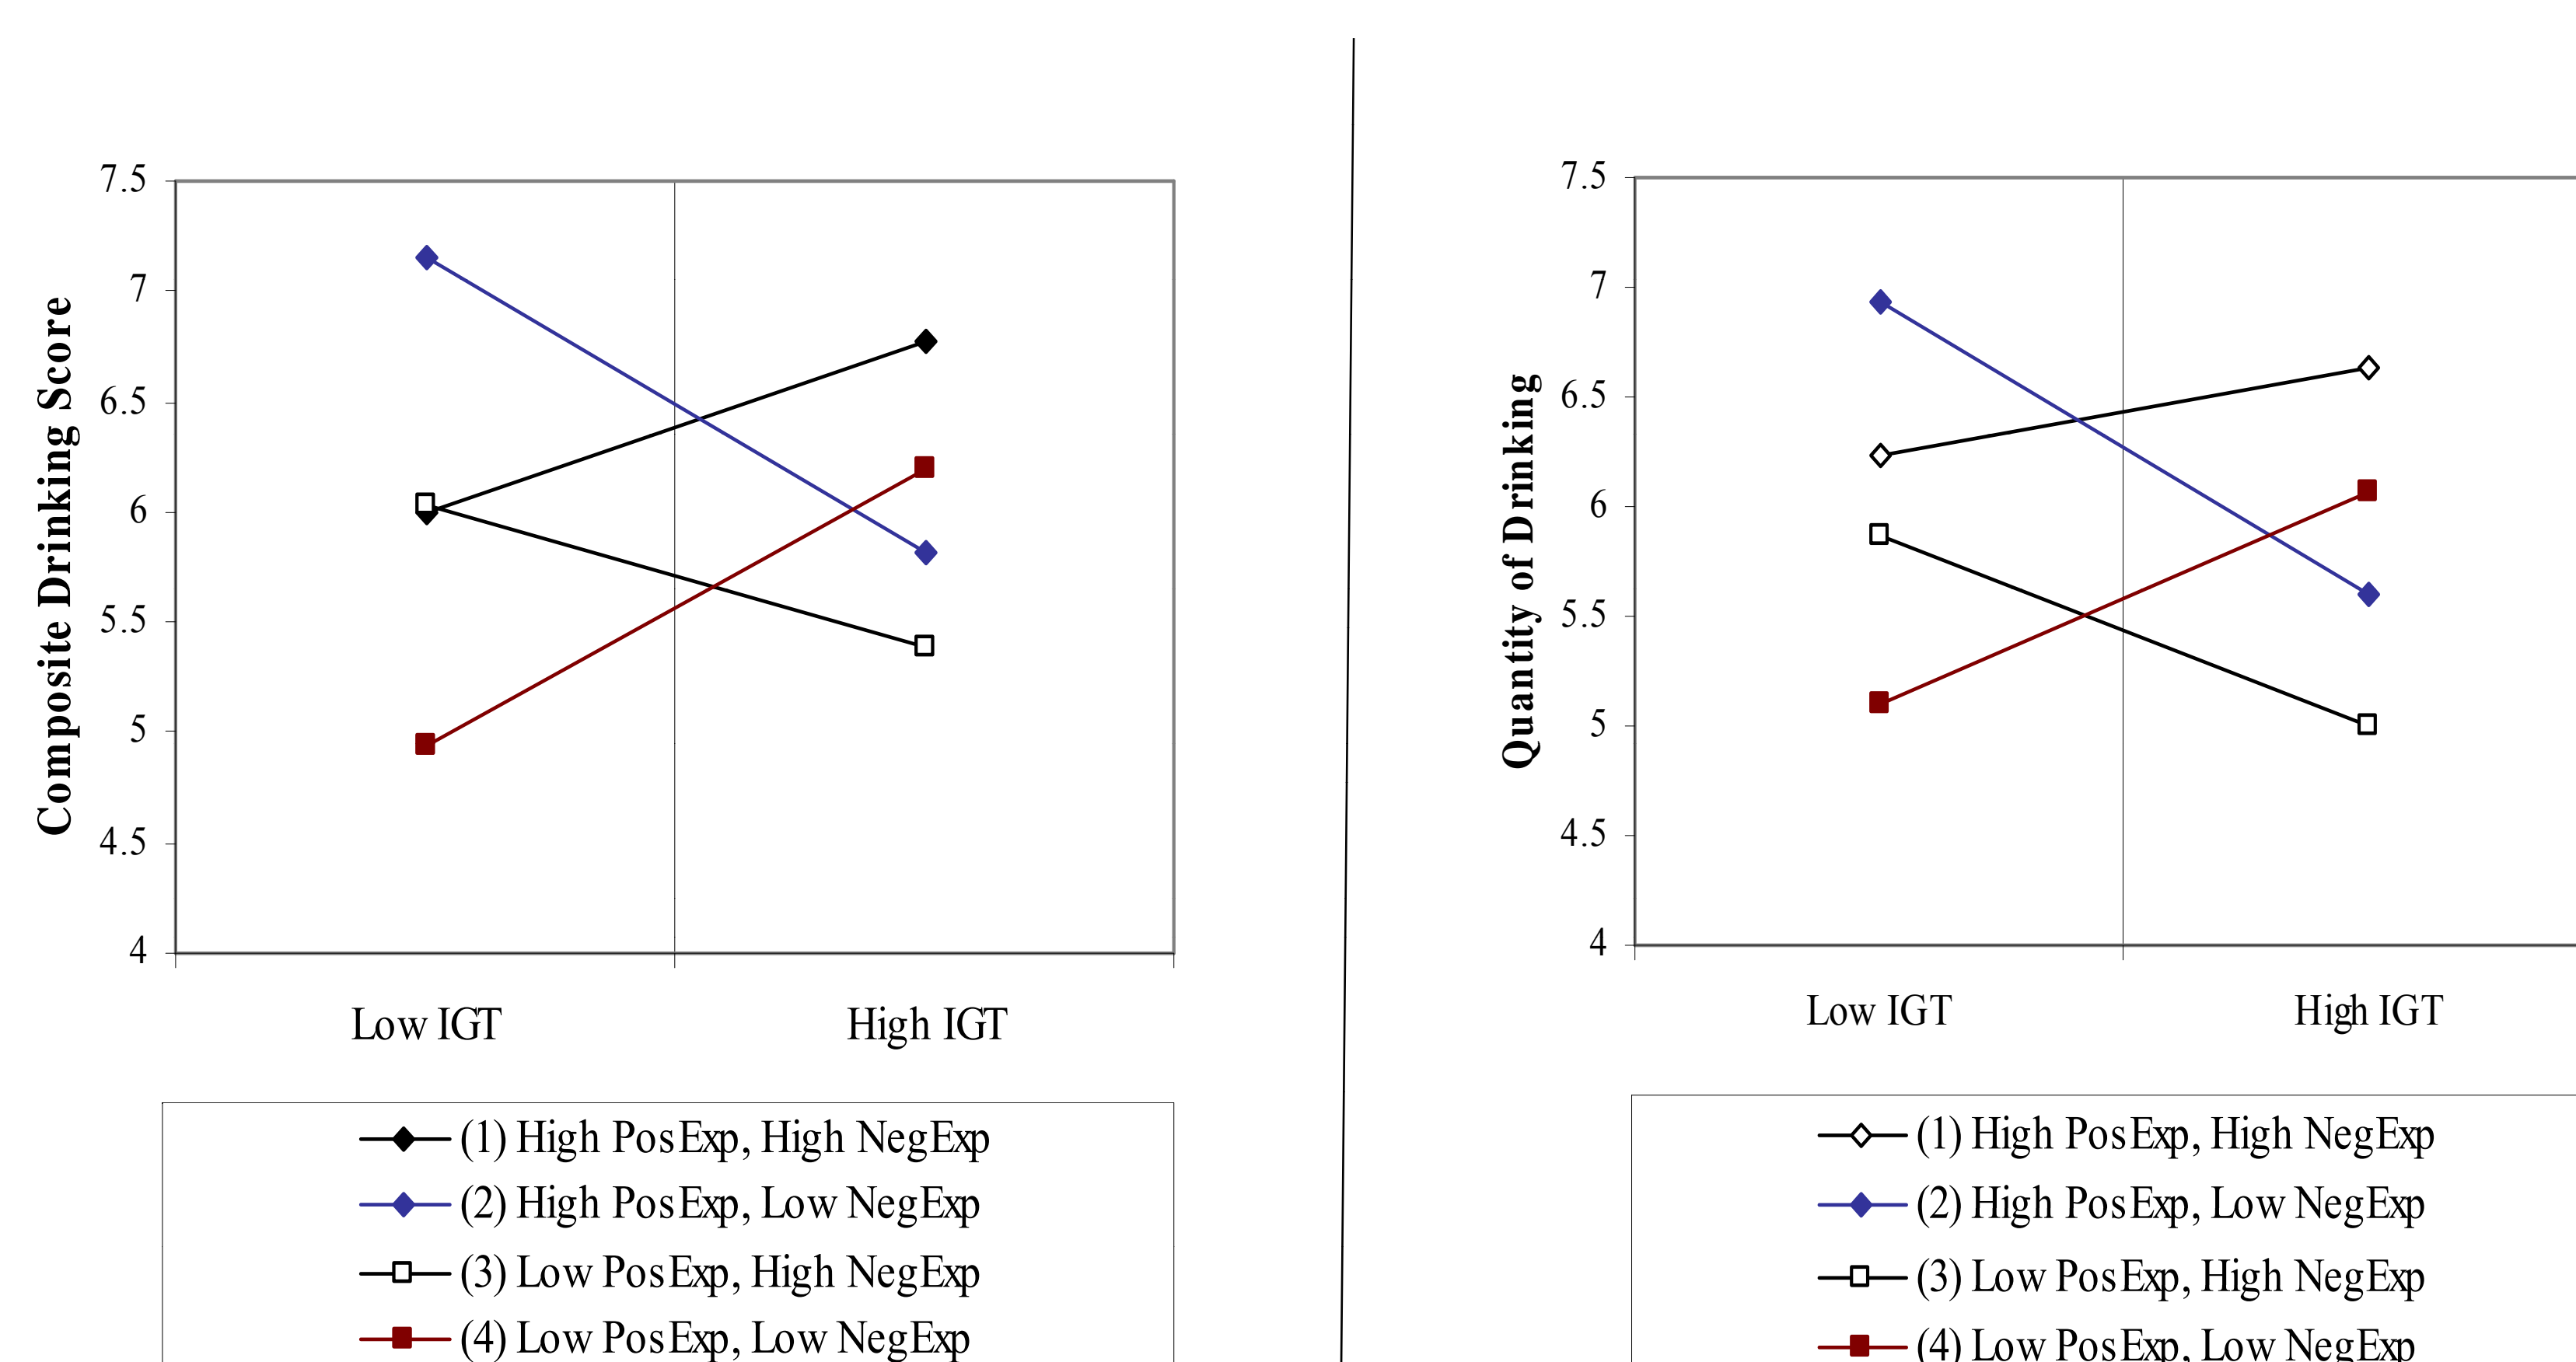 Composite Drinking Score
7.5
7
6.5
6
5.5
5
4.5
4
Low IGT
High IGT
(1) High PosExp, High NegExp
(2) High PosExp, Low NegExp
(3) Low PosExp, High NegExp
(4) Low PosExp, Low NegExp
Quantity of Drinking
7.5
7
6.5
6
5.5
5
4.5
4
Low IGT
High IGT
(1) High PosExp, High NegExp
(2) High PosExp, Low NegExp
(3) Low PosExp, High NegExp
(4) Low PosExp, Low NegExp